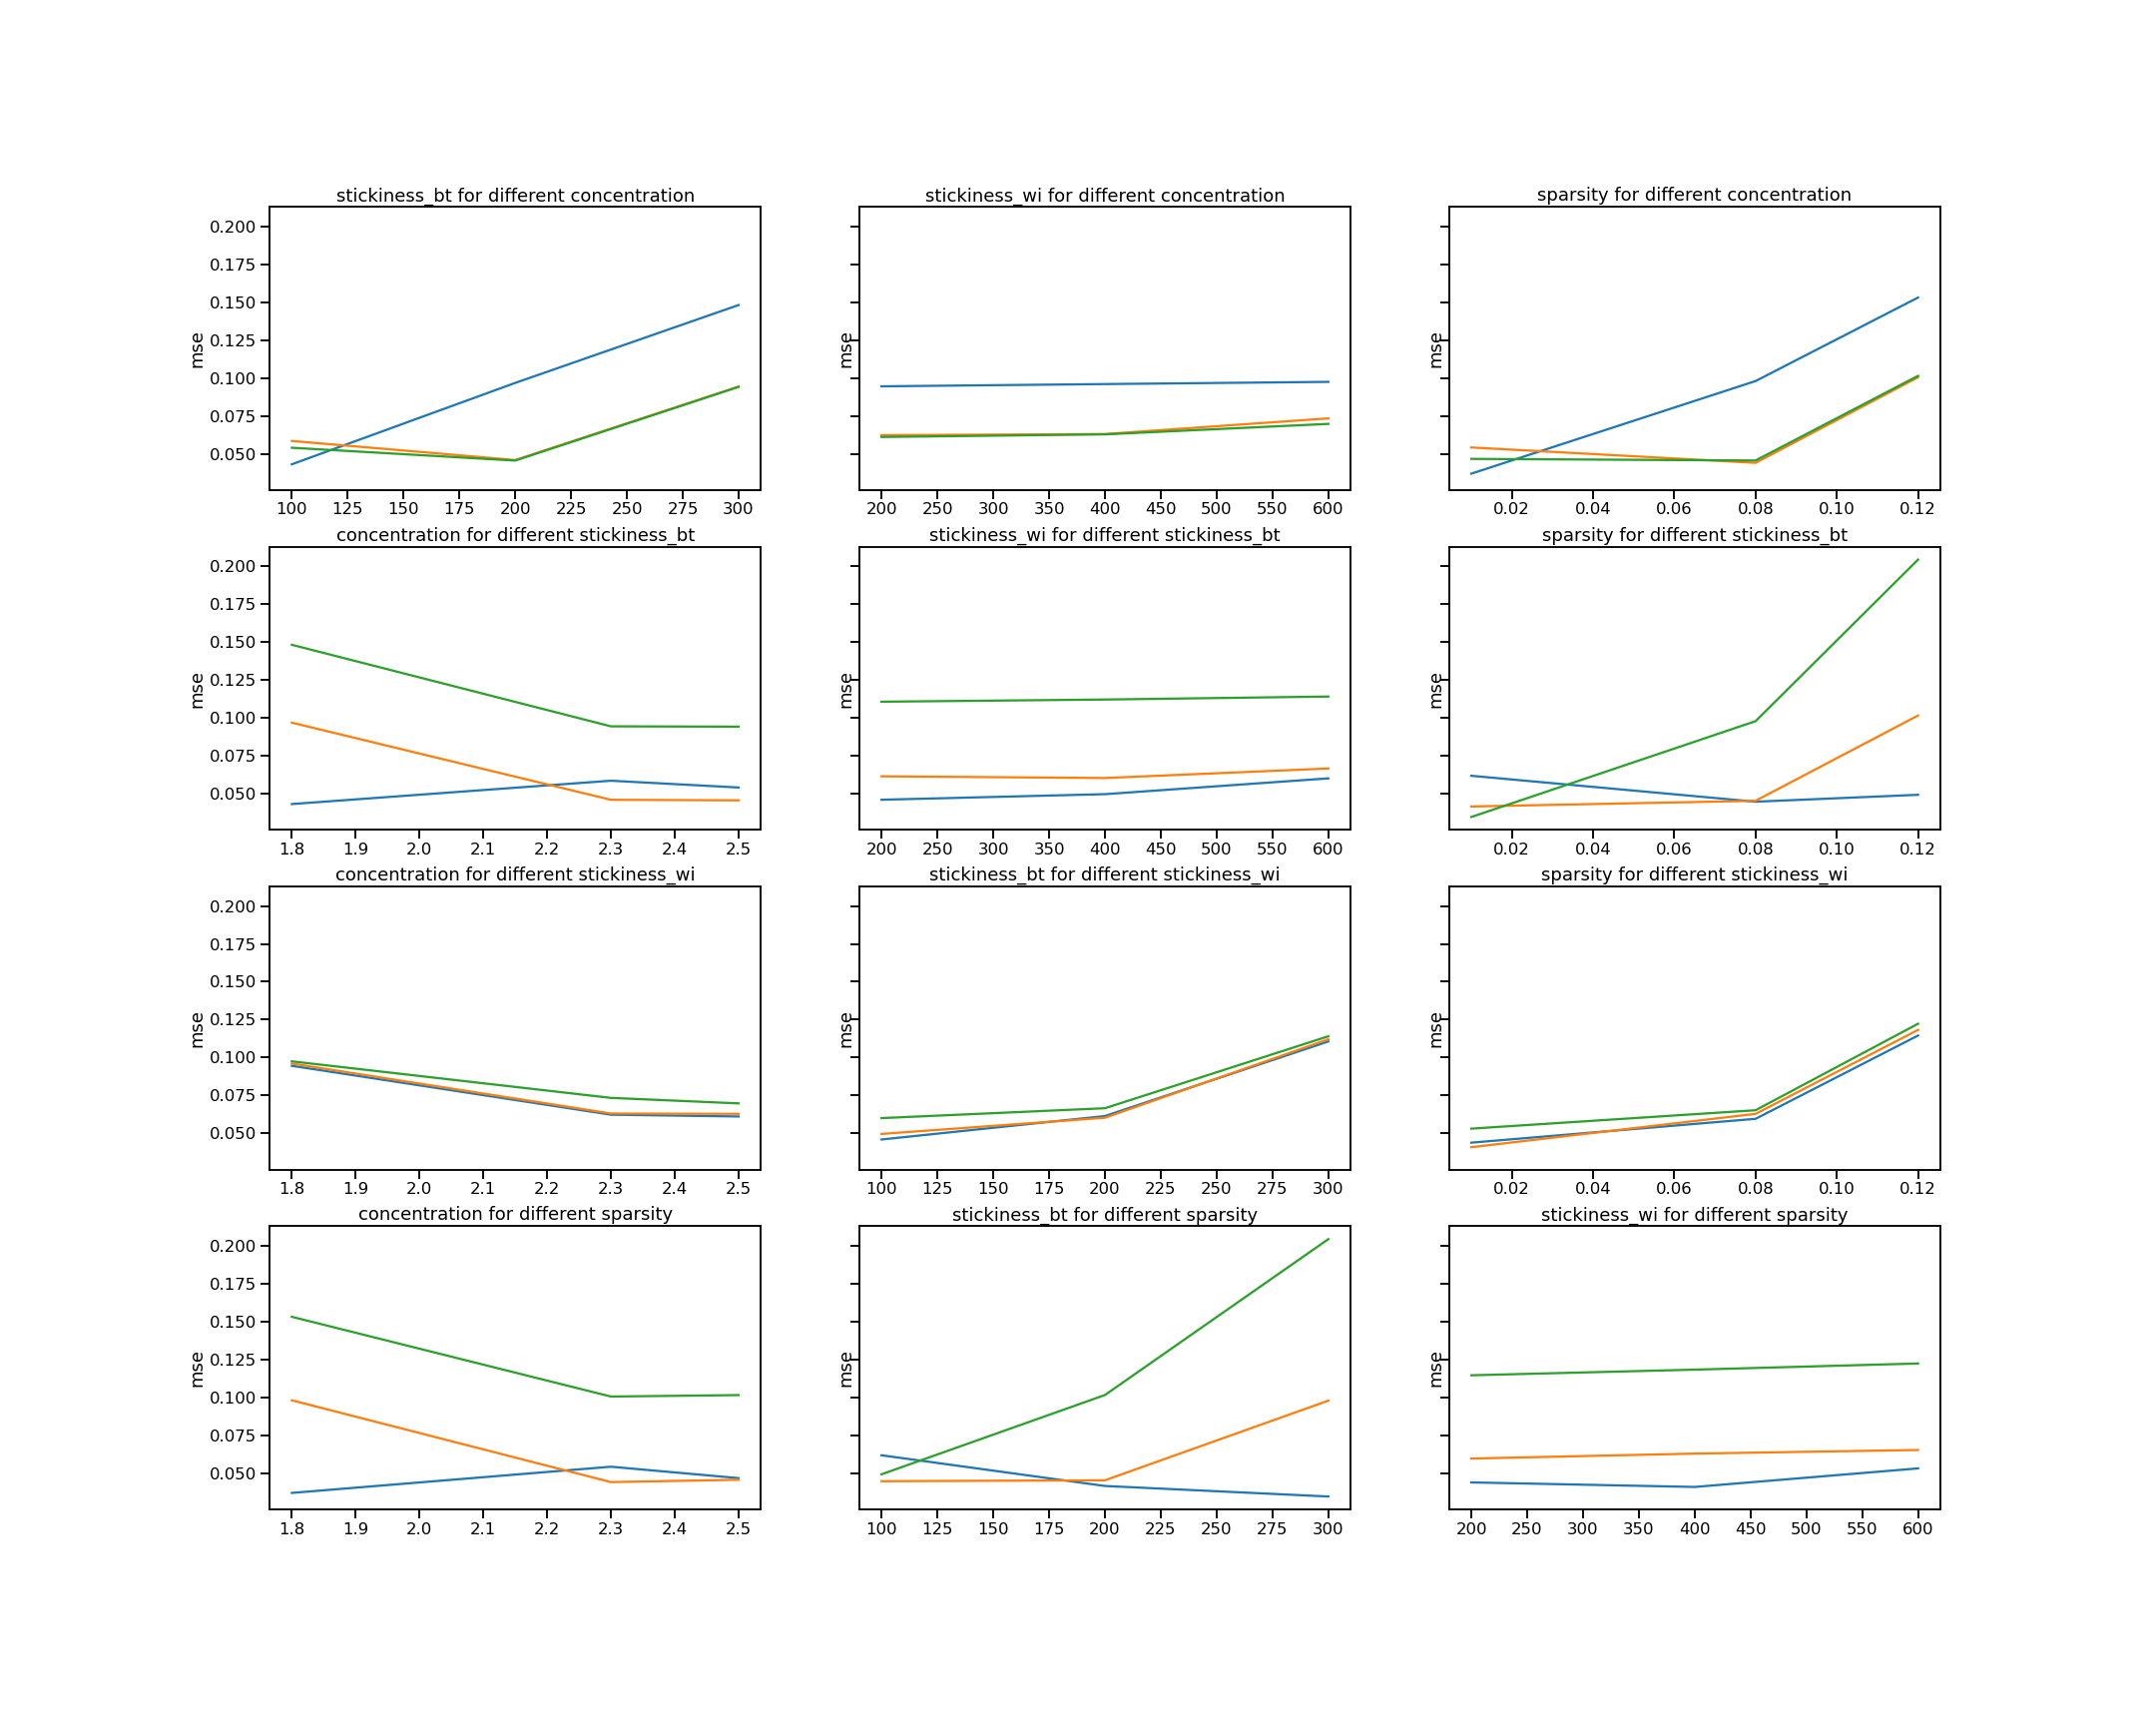 stickiness_bt for different concentration
stickiness_wi for different concentration
sparsity for different concentration
0.200
0.175
0.150
0.125
0.100
0.075
0.050
mse
mse
mse
100 125 150 175 200 225 250 275 300
200 250 300 350 400 450 500 550 600
0.02 0.04 0.06 0.08 0.10 0.12
concentration for different stickiness_bt
stickiness_wi for different stickiness_bt
sparsity for different stickiness_bt
0.200
0.175
0.150
0.125
0.100
0.075
0.050
mse
mse
mse
1.8 1.9 2.0 2.1 2.2 2.3 2.4 2.5
200 250 300 350 400 450 500 550 600
0.02 0.04 0.06 0.08 0.10 0.12
concentration for different stickiness_wi
stickiness_bt for different stickiness_wi
sparsity for different stickiness_wi
0.200
0.175
0.150
0.125
0.100
0.075
0.050
mse
mse
mse
1.8 1.9 2.0 2.1 2.2 2.3 2.4 2.5
100 125 150 175 200 225 250 275 300
0.02 0.04 0.06 0.08 0.10 0.12
concentration for different sparsity
stickiness_bt for different sparsity
stickiness_wi for different sparsity
0.200
0.175
0.150
0.125
0.100
0.075
0.050
mse
mse
mse
1.8 1.9 2.0 2.1 2.2 2.3 2.4 2.5
100 125 150 175 200 225 250 275 300
200 250 300 350 400 450 500 550 600